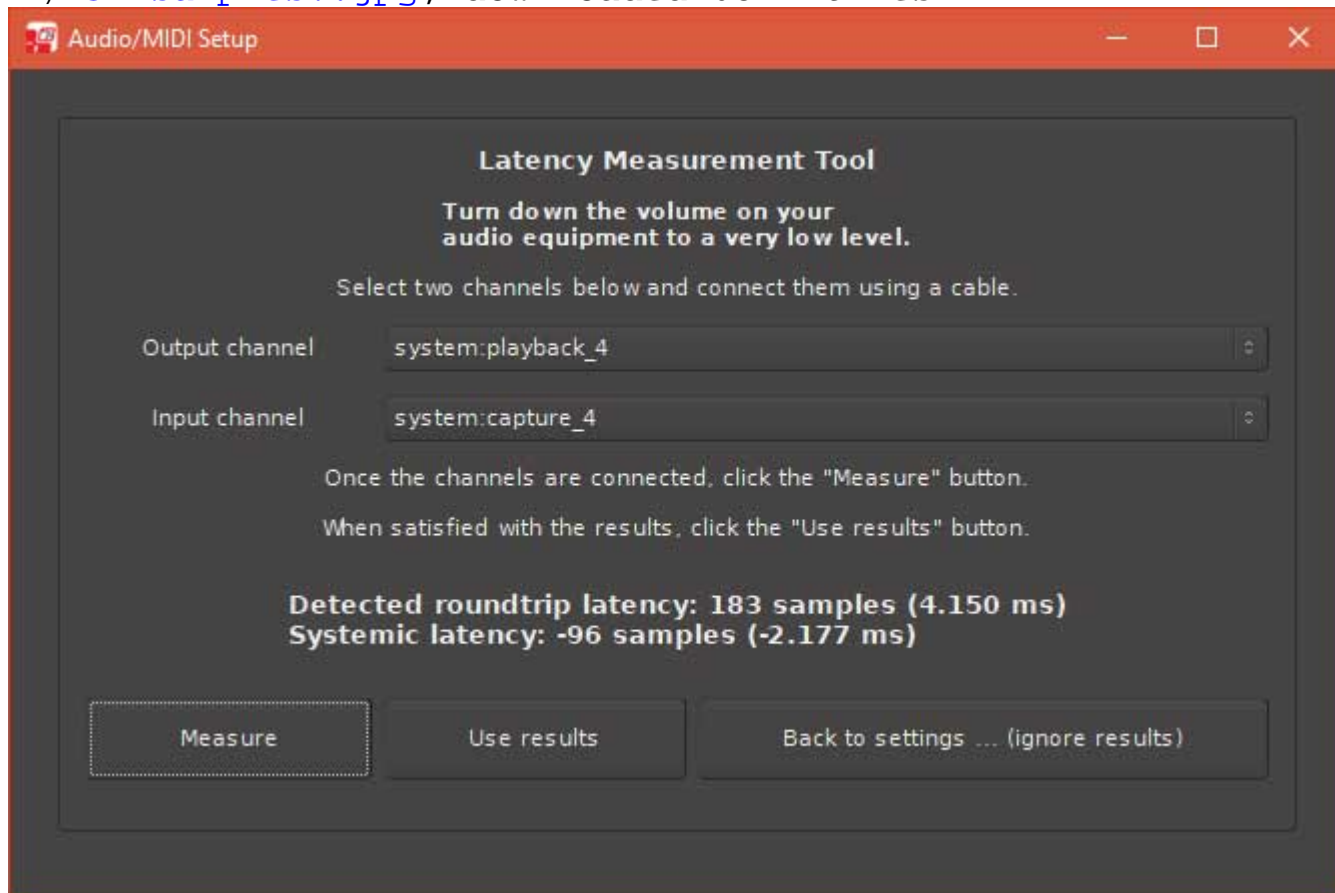 Audio/MIDI Setup
Latency Measurement Tool
Turn down the volume on your
audio equipment to a very low level.
Select two channels below and connect them using a cable.
Output channel system:playback_4
Input channel system:capture_4
Once the channels are connected, click the "Measure" button.
When satisfied with the results, click the "Use results" button.
Detected roundtrip latency: 183 samples (4.150 ms)
Systemic latency: -96 samples (-2.177 ms)
Measure Use results Back to settings ... (ignore results)